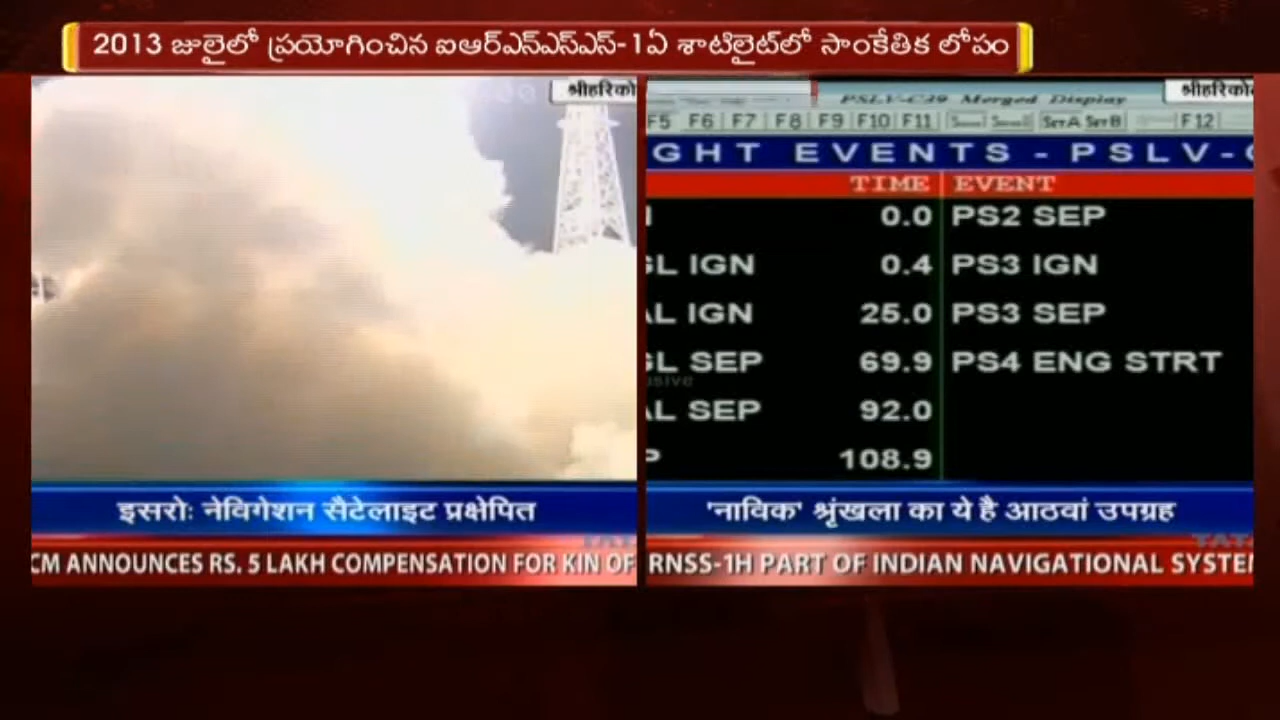 2013 జులైలో ప్రయోగించిన ఐఆర్ఎన్ఎస్ఎస్-1ఏ శాటిలైట్‌లో సాంకేతిక లోపం
श्रीहरिको
श्रीहरिको
PSLV-C39 Merged Display
F5 F6 F7 F8 F9 F10 F11 SetA SetB F12
GHT EVENTS - PSLV-
TIME EVENT
0.0 PS2 SEP
GL IGN 0.4 PS3 IGN
AL IGN 25.0 PS3 SEP
GL SEP 69.9 PS4 ENG STRT
AL SEP 92.0
P 108.9
इसरोः नेविगेशन सैटेलाइट प्रक्षेपित
'नाविक' श्रृंखला का ये है आठवां उपग्रह
CM ANNOUNCES RS. 5 LAKH COMPENSATION FOR KIN OF
RNSS-1H PART OF INDIAN NAVIGATIONAL SYSTEM